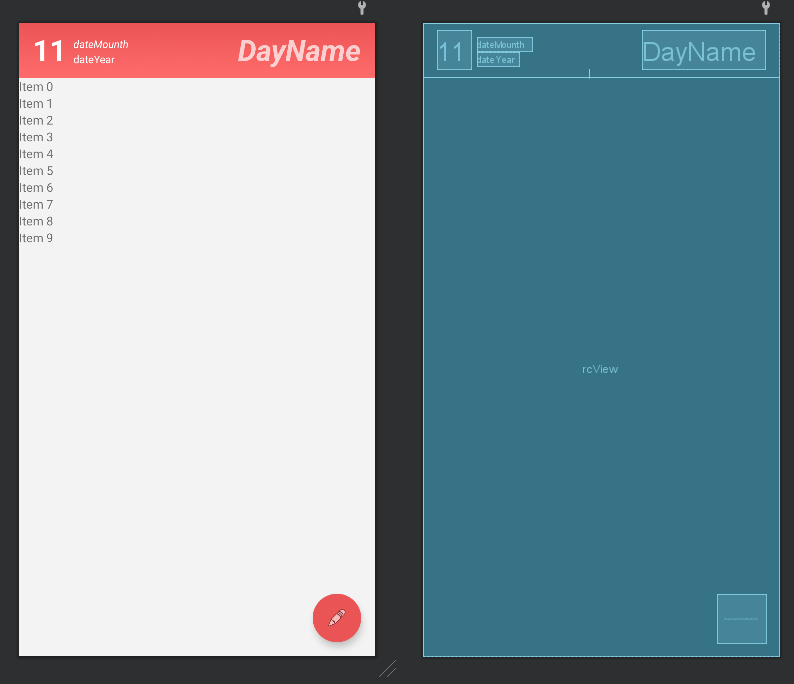 11
dateMounth
dateYear
DayName
Item 0
Item 1
Item 2
Item 3
Item 4
Item 5
Item 6
Item 7
Item 8
Item 9
11
dateMounth
dateYear
DayName
rcView